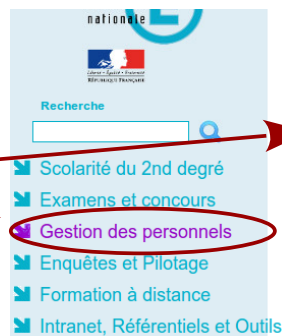 nationale
Liberté • Égalité • Fraternité
RÉPUBLIQUE FRANÇAISE
Recherche
Scolarité du 2nd degré
Examens et concours
Gestion des personnels
Enquêtes et Pilotage
Formation à distance
Intranet, Référentiels et Outils